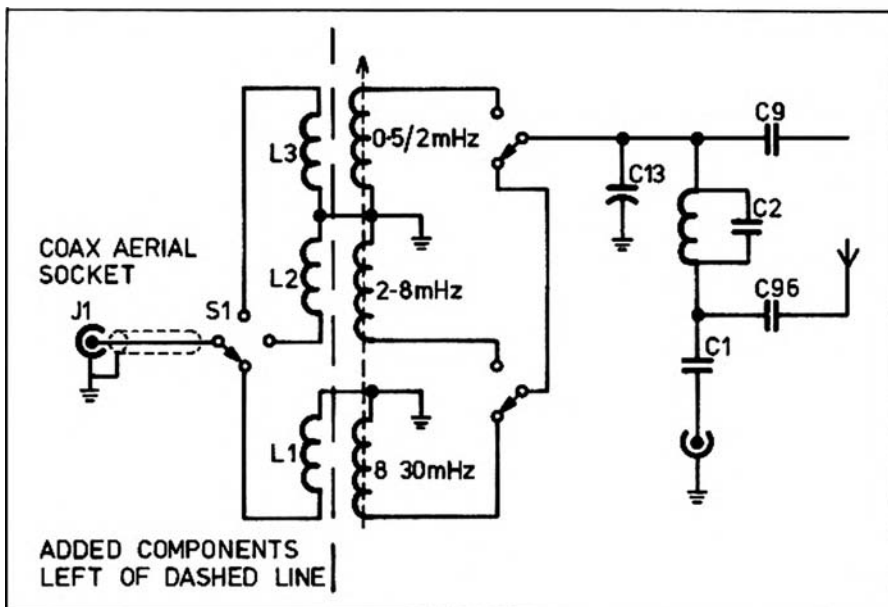 C9
L3
0·5/2mHz
C13
C2
COAX AERIAL
SOCKET
L2
J1
S1
2-8mHz
C96
C1
L1
8 30mHz
ADDED COMPONENTS
LEFT OF DASHED LINE